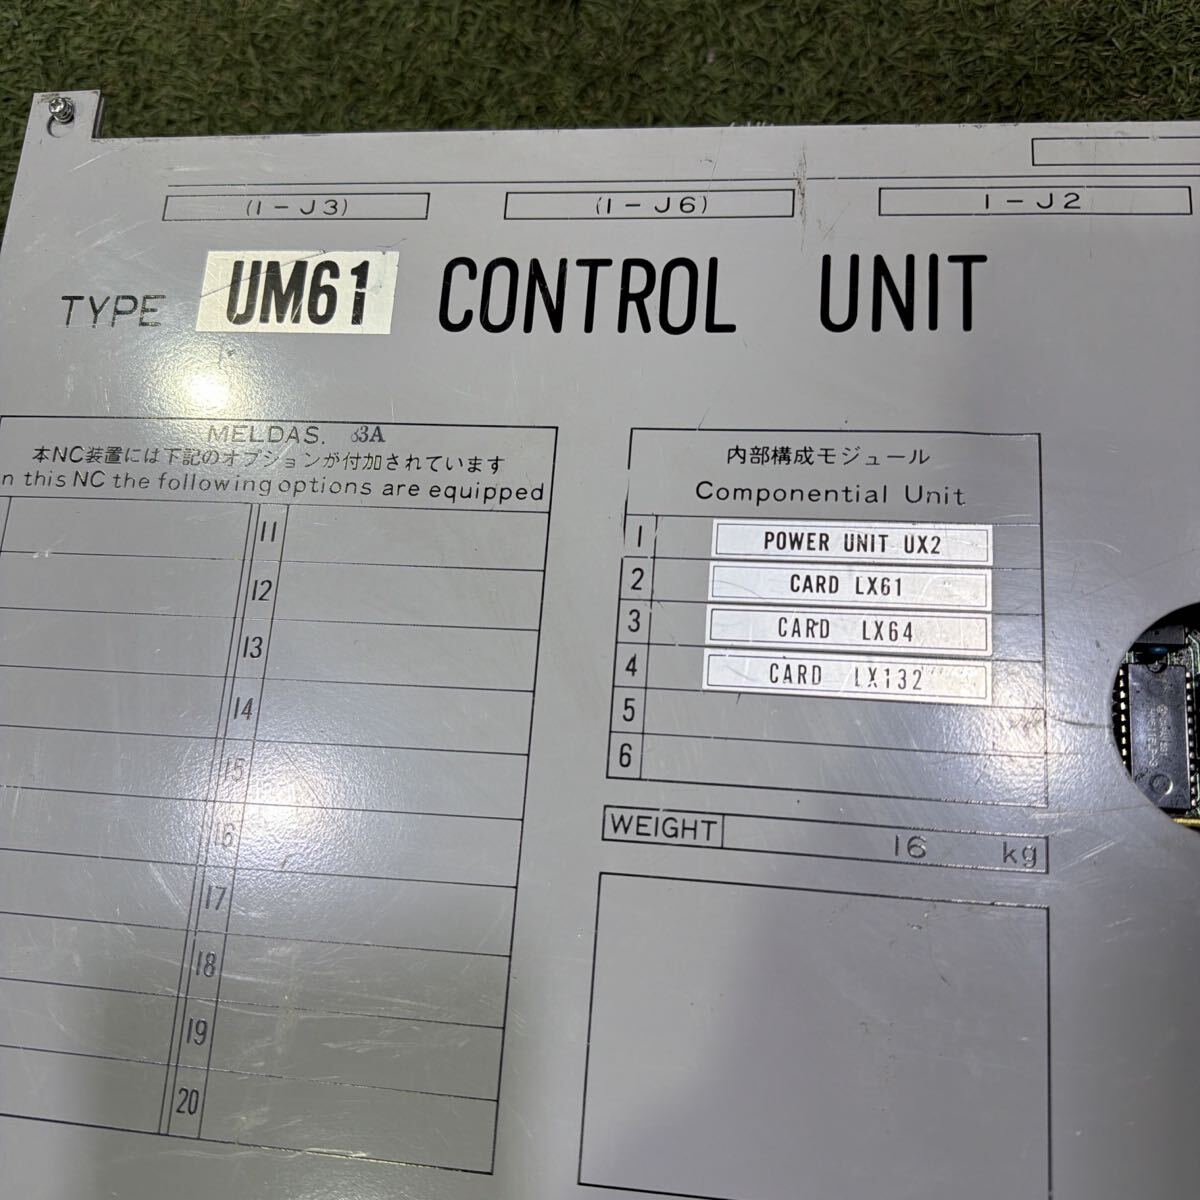 (I-J3)
(I-J6)
I-J2
TYPE UM61 CONTROL UNIT
MELDAS. 63A
本NC装置には下記のオプションが付加されています
n this NC the following options are equipped
11
12
13
14
15
16
17
18
19
20
内部構成モジュール
Componential Unit
1 POWER UNIT UX2
2 CARD LX61
3 CARD LX64
4 CARD LX132
5
6
WEIGHT 16 kg